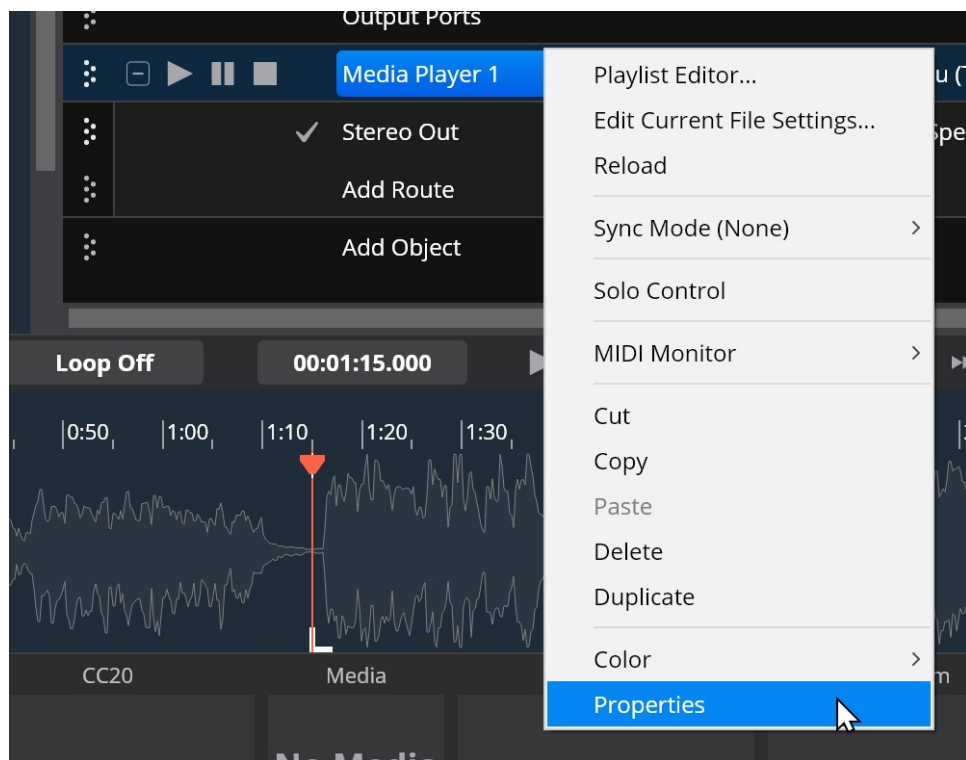 Output Ports
Media Player 1
Playlist Editor...
Edit Current File Settings...
Reload
Sync Mode (None)
Solo Control
MIDI Monitor
Cut
Copy
Paste
Delete
Duplicate
Color
Properties
Stereo Out
Add Route
Add Object
Loop Off
00:01:15.000
0:50
1:00
1:10
1:20
1:30
CC20
Media
No Media